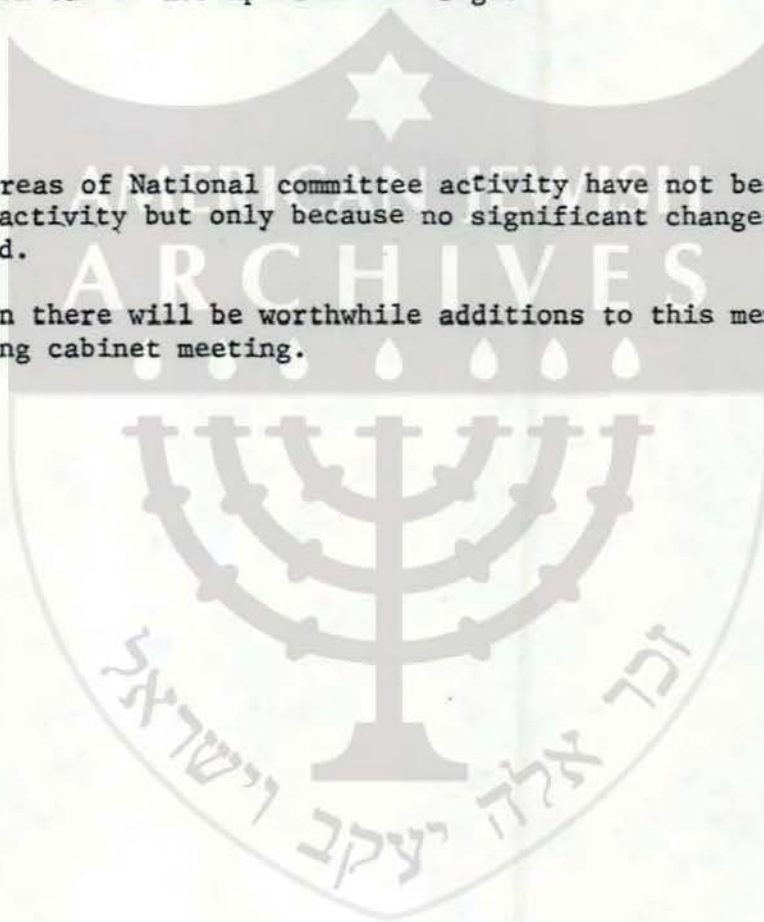 reas of National committee activity have not be
activity but only because no significant change
d.
n there will be worthwhile additions to this me
ng cabinet meeting.
AMERICAN JEWISH
ARCHIVES
זכר אלה יעקב וישראל